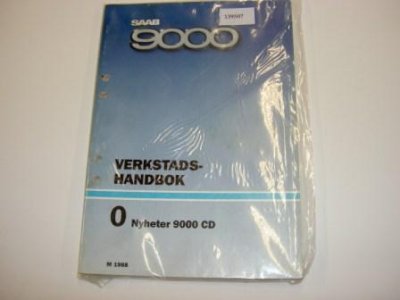 SAAB
9000
VERKSTADS-
HANDBOK
0 Nyheter 9000 CD
M 1988